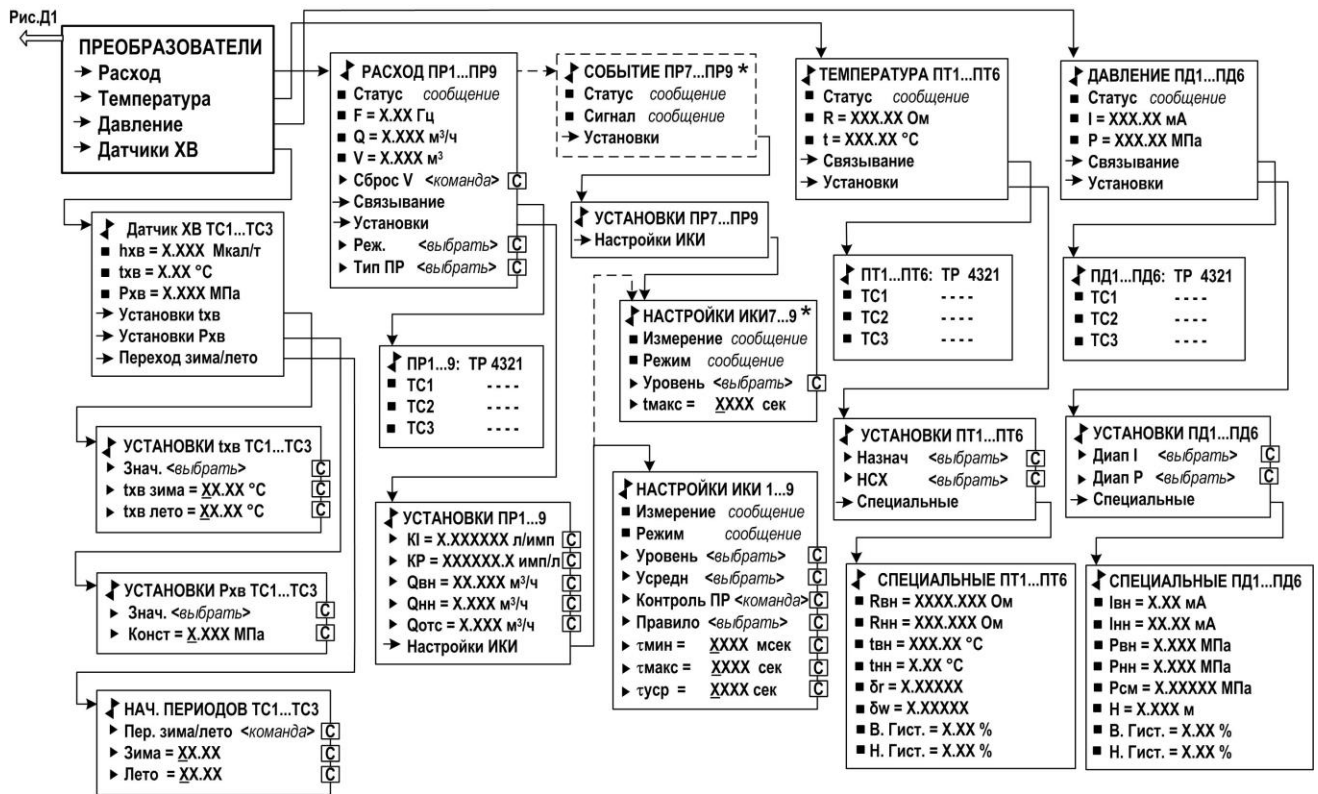 Рис.Д1
ПРЕОБРАЗОВАТЕЛИ
Расход
Температура
Давление
Датчики ХВ
РАСХОД ПР1...ПР9
Статус сообщение
F = X.XX Гц
Q = X.XXX м³/ч
V = X.XXX м³
Сброс V <команда> С
Связывание
Установки
Реж. <выбрать> С
Тип ПР <выбрать> С
СОБЫТИЕ ПР7...ПР9 *
Статус сообщение
Сигнал сообщение
Установки
ТЕМПЕРАТУРА ПТ1...ПТ6
Статус сообщение
R = XXX.XX Ом
t = XXX.XX °C
Связывание
Установки
ДАВЛЕНИЕ ПД1...ПД6
Статус сообщение
I = XXX.XX мА
P = XXX.XX МПа
Связывание
Установки
Датчик ХВ ТС1...ТС3
hхв = X.XXX Мкал/т
tхв = X.XX °C
Pхв = X.XXX МПа
Установки tхв
Установки Рхв
Переход зима/лето
УСТАНОВКИ ПР7...ПР9
Настройки ИКИ
ПР1...9: ТР 4321
ТС1 - - - -
ТС2 - - - -
ТС3 - - - -
НАСТРОЙКИ ИКИ7...9 *
Измерение сообщение
Режим сообщение
Уровень <выбрать> С
tмакс = XXXX сек
ПТ1...ПТ6: ТР 4321
ТС1 - - - -
ТС2 - - - -
ТС3 - - - -
ПД1...ПД6: ТР 4321
ТС1 - - - -
ТС2 - - - -
ТС3 - - - -
УСТАНОВКИ tхв ТС1...ТС3
Знач. <выбрать> С
tхв зима = XX.XX °C С
tхв лето = XX.XX °C С
УСТАНОВКИ Рхв ТС1...ТС3
Знач. <выбрать> С
Конст = X.XXX МПа С
НАЧ. ПЕРИОДОВ ТС1...ТС3
Пер. зима/лето <команда> С
Зима = XX.XX С
Лето = XX.XX С
УСТАНОВКИ ПР1...9
KI = X.XXXXXX л/имп С
KP = XXXXXX.X имп/л С
Qвн = XX.XXX м³/ч С
Qнн = X.XXX м³/ч С
Qотс = X.XXX м³/ч С
Настройки ИКИ
НАСТРОЙКИ ИКИ 1...9
Измерение сообщение
Режим сообщение
Уровень <выбрать> С
Усредн <выбрать> С
Контроль ПР <команда> С
Правило <выбрать> С
τмин = XXXX мсек С
τмакс = XXXX сек С
τуср = XXXX сек С
УСТАНОВКИ ПТ1...ПТ6
Назнач <выбрать> С
НСХ <выбрать> С
Специальные
УСТАНОВКИ ПД1...ПД6
Диап I <выбрать> С
Диап Р <выбрать> С
Специальные
СПЕЦИАЛЬНЫЕ ПТ1...ПТ6
Rвн = XXXX.XXX Ом
Rнн = XXX.XXX Ом
tвн = XXX.XX °C
tнн = X.XX °C
δr = X.XXXXX
δw = X.XXXXX
В. Гист. = X.XX %
Н. Гист. = X.XX %
СПЕЦИАЛЬНЫЕ ПД1...ПД6
Iвн = X.XX мА
Iнн = XX.XX мА
Рвн = X.XXX МПа
Рнн = X.XXX МПа
Рсм = X.XXXXX МПа
Н = X.XXX м
В. Гист. = X.XX %
Н. Гист. = X.XX %